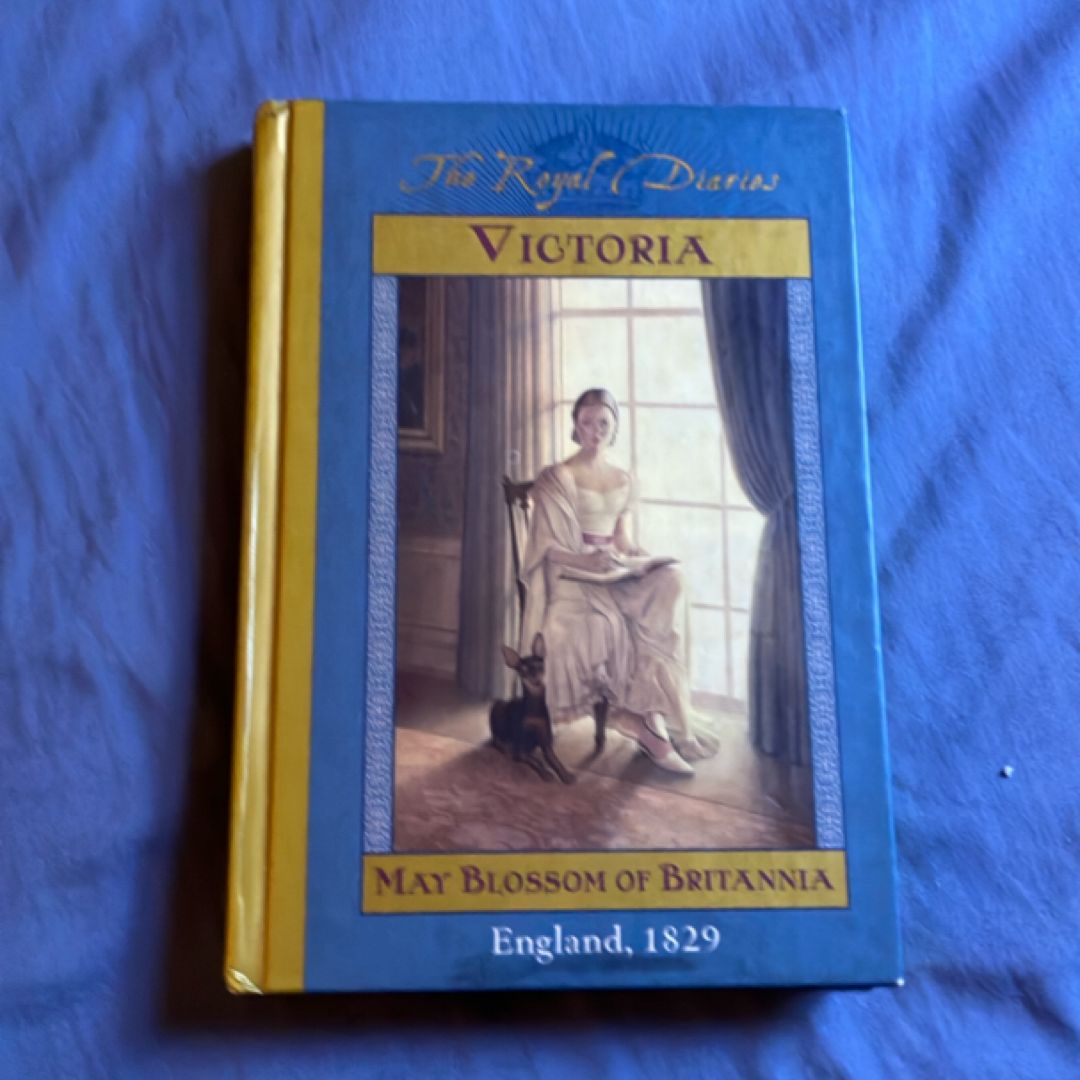 The Royal Diaries
VICTORIA
MAY BLOSSOM OF BRITANNIA
England, 1829